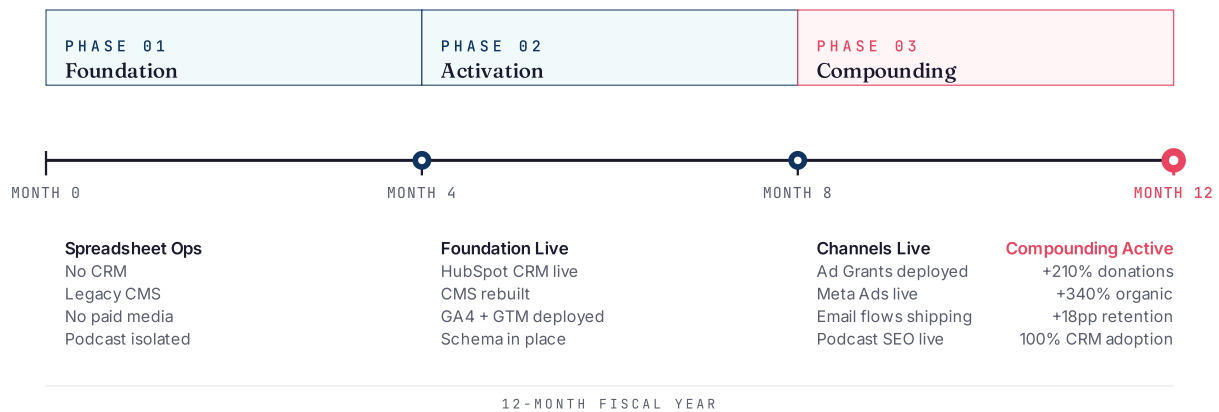 PHASE 01
Foundation
PHASE 02
Activation
PHASE 03
Compounding
MONTH 0
MONTH 4
MONTH 8
MONTH 12
Spreadsheet Ops
No CRM
Legacy CMS
No paid media
Podcast isolated
Foundation Live
HubSpot CRM live
CMS rebuilt
GA4 + GTM deployed
Schema in place
Channels Live
Ad Grants deployed
Meta Ads live
Email flows shipping
Podcast SEO live
Compounding Active
+210% donations
+340% organic
+18pp retention
100% CRM adoption
12-MONTH FISCAL YEAR